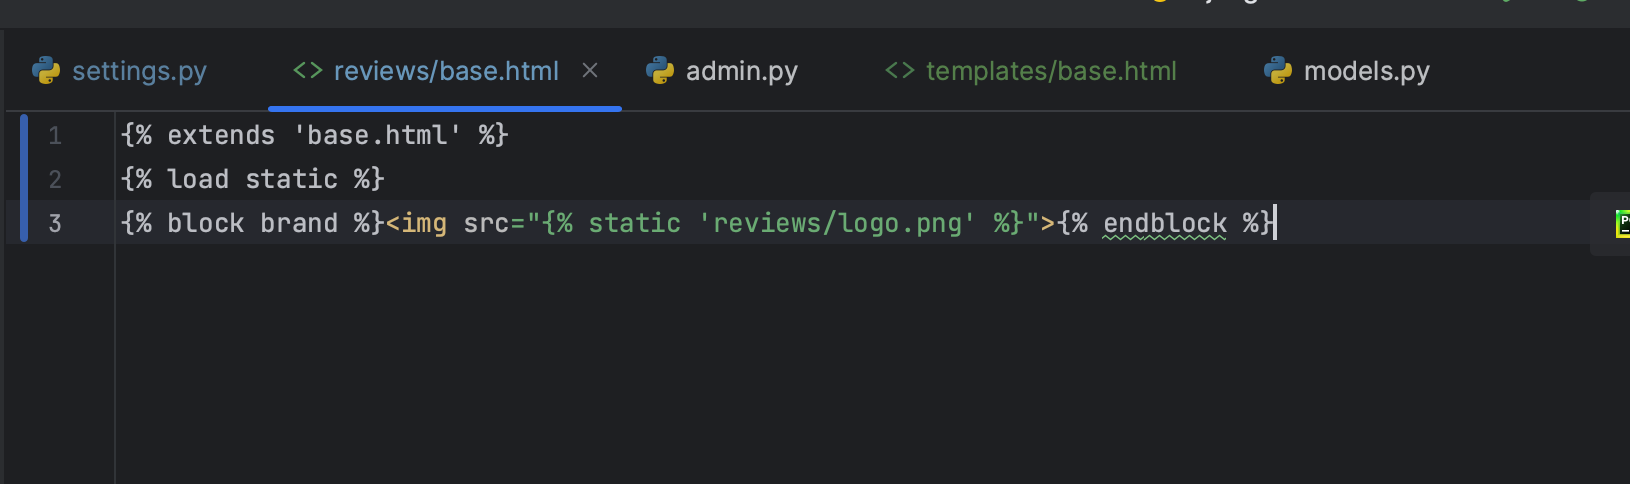 settings.py reviews/base.html admin.py templates/base.html models.py
1 {% extends 'base.html' %}
2 {% load static %}
3 {% block brand %}<img src="{% static 'reviews/logo.png' %}">{% endblock %}